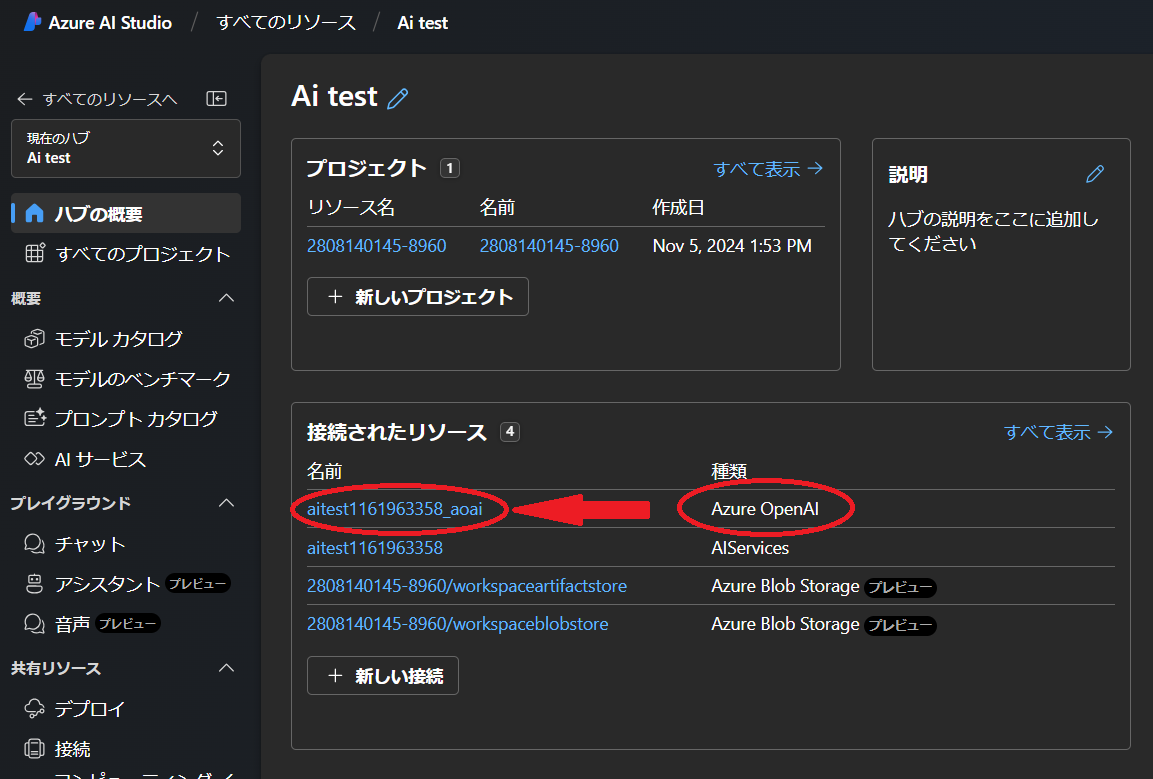 Azure AI Studio / すべてのリソース / Ai test
← すべてのリソースへ
現在のハブ
Ai test
ハブの概要
すべてのプロジェクト
概要
モデル カタログ
モデルのベンチマーク
プロンプト カタログ
AI サービス
プレイグラウンド
チャット
アシスタント プレビュー
音声 プレビュー
共有リソース
デプロイ
接続
Ai test
プロジェクト 1 すべて表示 →
リソース名 名前 作成日
2808140145-8960 2808140145-8960 Nov 5, 2024 1:53 PM
+ 新しいプロジェクト
説明
ハブの説明をここに追加し
てください
接続されたリソース 4 すべて表示 →
名前 種類
aitest1161963358_aoai Azure OpenAI
aitest1161963358 AIServices
2808140145-8960/workspaceartifactstore Azure Blob Storage プレビュー
2808140145-8960/workspaceblobstore Azure Blob Storage プレビュー
+ 新しい接続